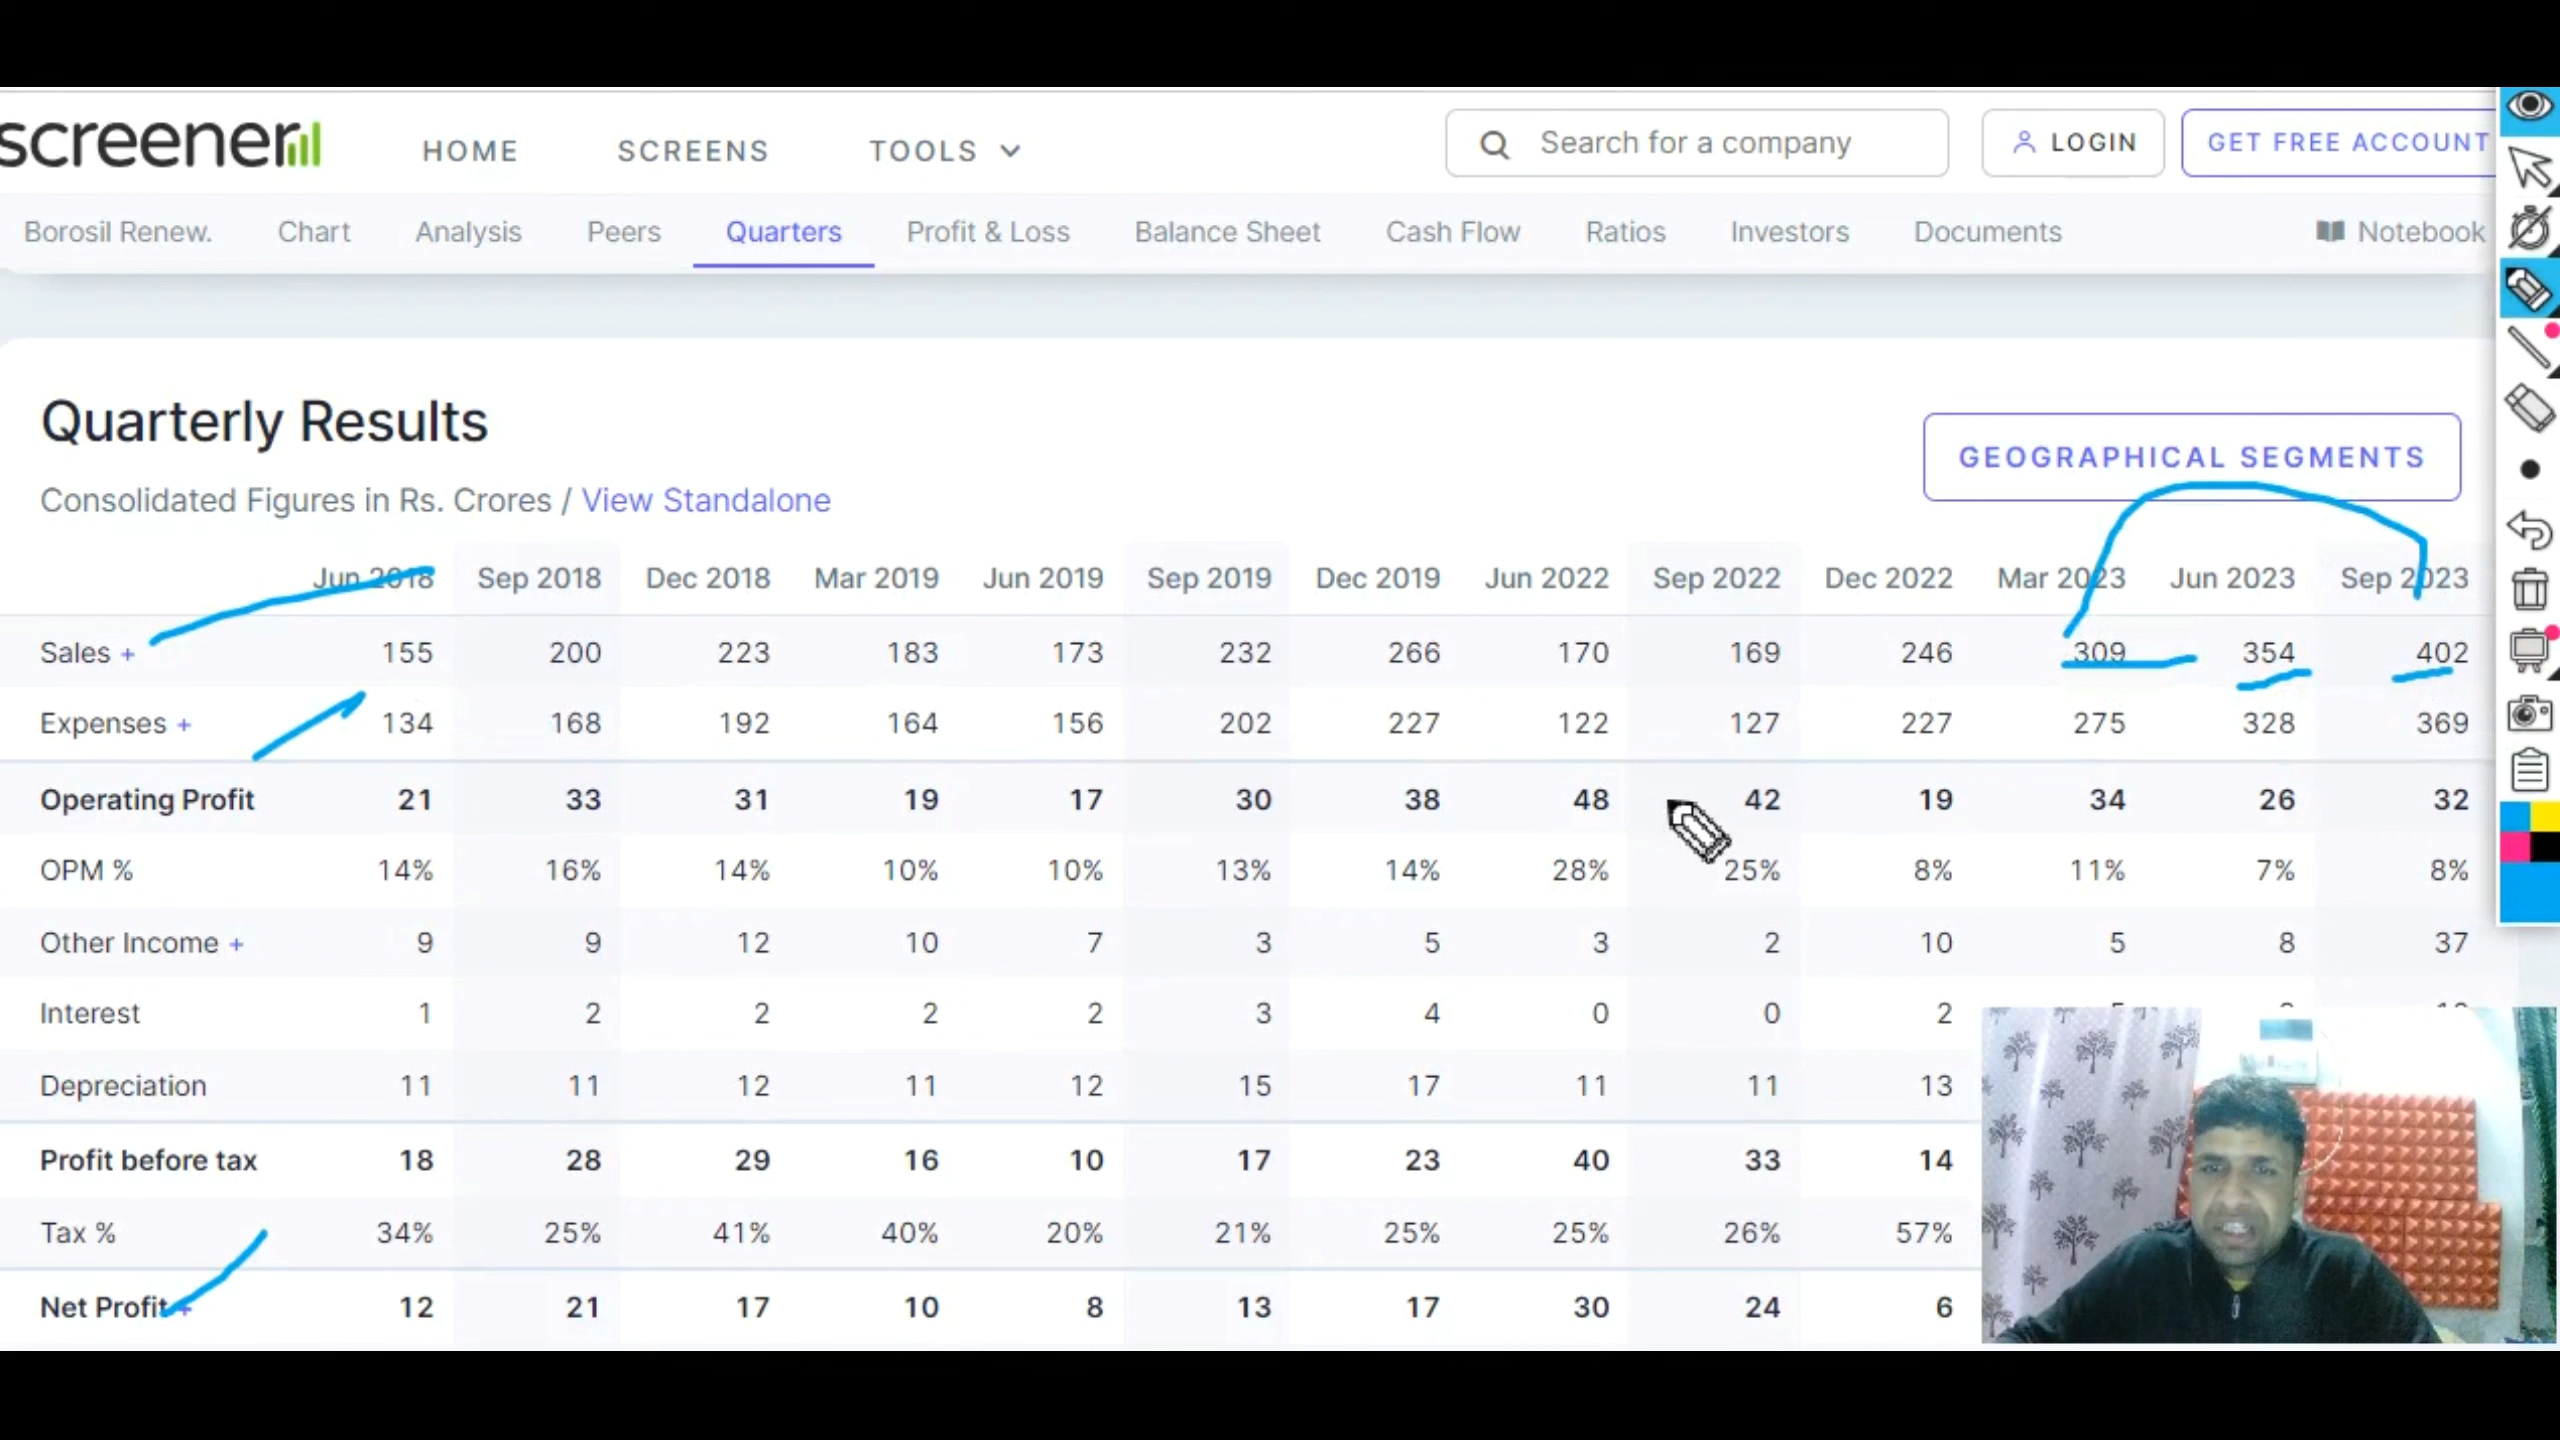 screener HOME SCREENS TOOLS Search for a company LOGIN GET FREE ACCOUNT
Borosil Renew. Chart Analysis Peers Quarters Profit & Loss Balance Sheet Cash Flow Ratios Investors Documents Notebook
Quarterly Results
GEOGRAPHICAL SEGMENTS
Consolidated Figures in Rs. Crores / View Standalone
Jun 2018 Sep 2018 Dec 2018 Mar 2019 Jun 2019 Sep 2019 Dec 2019 Jun 2022 Sep 2022 Dec 2022 Mar 2023 Jun 2023 Sep 2023
Sales + 155 200 223 183 173 232 266 170 169 246 309 354 402
Expenses + 134 168 192 164 156 202 227 122 127 227 275 328 369
Operating Profit 21 33 31 19 17 30 38 48 42 19 34 26 32
OPM % 14% 16% 14% 10% 10% 13% 14% 28% 25% 8% 11% 7% 8%
Other Income + 9 9 12 10 7 3 5 3 2 10 5 8 37
Interest 1 2 2 2 2 3 4 0 0 2
Depreciation 11 11 12 11 12 15 17 11 11 13
Profit before tax 18 28 29 16 10 17 23 40 33 14
Tax % 34% 25% 41% 40% 20% 21% 25% 25% 26% 57%
Net Profit + 12 21 17 10 8 13 17 30 24 6